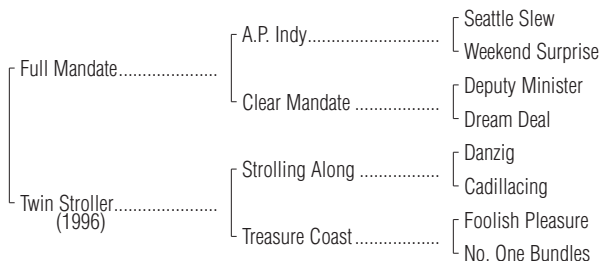 Seattle Slew
A.P. Indy..............................
Weekend Surprise
Full Mandate......................
Deputy Minister
Clear Mandate ...................
Dream Deal
Danzig
Strolling Along ..................
Cadillacing
Twin Stroller.......................
(1996)
Foolish Pleasure
Treasure Coast ...................
No. One Bundles